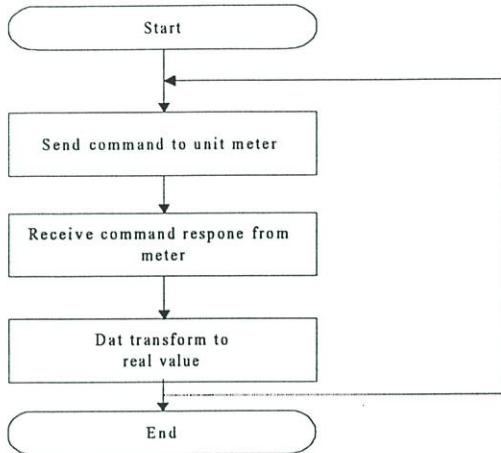 Start
Send command to unit meter
Receive command respone from
meter
Dat transform to
real value
End